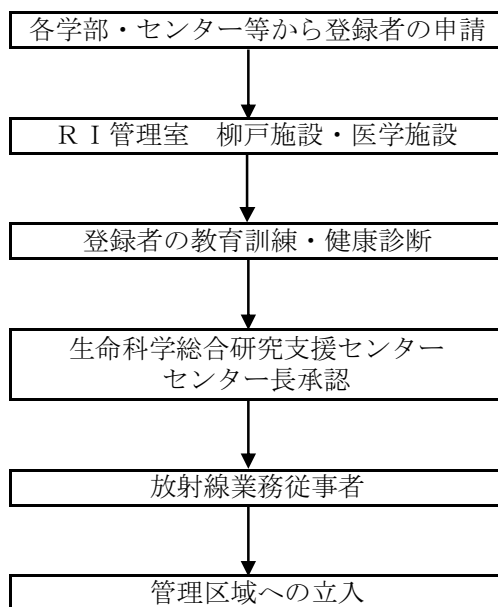 各学部・センター等から登録者の申請
ＲＩ管理室　柳戸施設・医学施設
登録者の教育訓練・健康診断
生命科学総合研究支援センター
センター長承認
放射線業務従事者
管理区域への立入